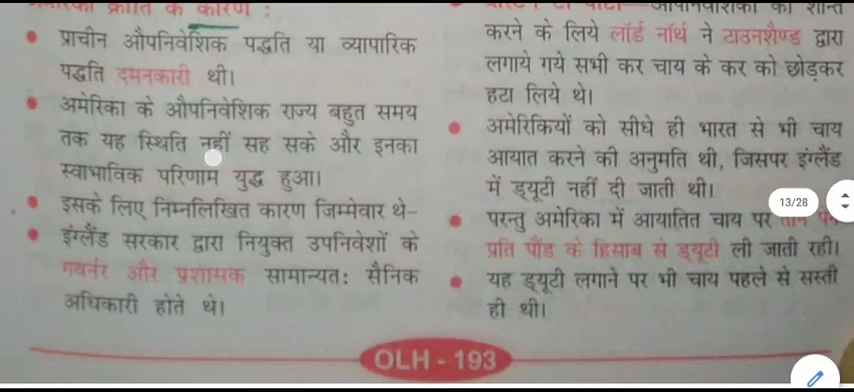 क्रांति के कारण :
प्राचीन औपनिवेशिक पद्धति या व्यापारिक
पद्धति दमनकारी थी।
अमेरिका के औपनिवेशिक राज्य बहुत समय
तक यह स्थिति नहीं सह सके और इनका
स्वाभाविक परिणाम युद्ध हुआ।
इसके लिए निम्नलिखित कारण जिम्मेवार थे-
इंग्लैंड सरकार द्वारा नियुक्त उपनिवेशों के
गवर्नर और प्रशासक सामान्यतः सैनिक
अधिकारी होते थे।
को शान्त
करने के लिये लॉर्ड नॉर्थ ने टाउनशैण्ड द्वारा
लगाये गये सभी कर चाय के कर को छोड़कर
हटा लिये थे।
अमेरिकियों को सीधे ही भारत से भी चाय
आयात करने की अनुमति थी, जिसपर इंग्लैंड
में ड्यूटी नहीं दी जाती थी।
परन्तु अमेरिका में आयातित चाय पर तीन
प्रति पौंड के हिसाब से ड्यूटी ली जाती रही।
यह ड्यूटी लगाने पर भी चाय पहले से सस्ती
ही थी।
13/28
OLH - 193